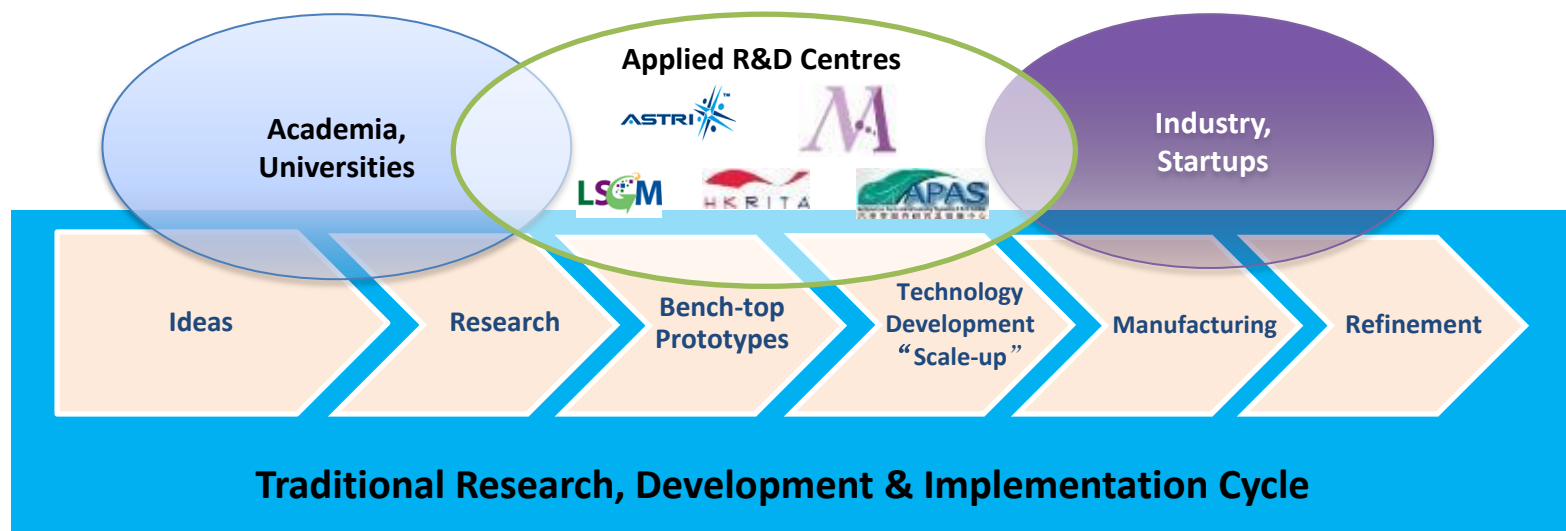 Applied R&D Centres
ASTRI™
Academia,
Universities
Industry,
Startups
LSCM
HKRITA
APAS
Ideas
Research
Bench-top
Prototypes
Technology
Development
“Scale-up”
Manufacturing
Refinement
Traditional Research, Development & Implementation Cycle